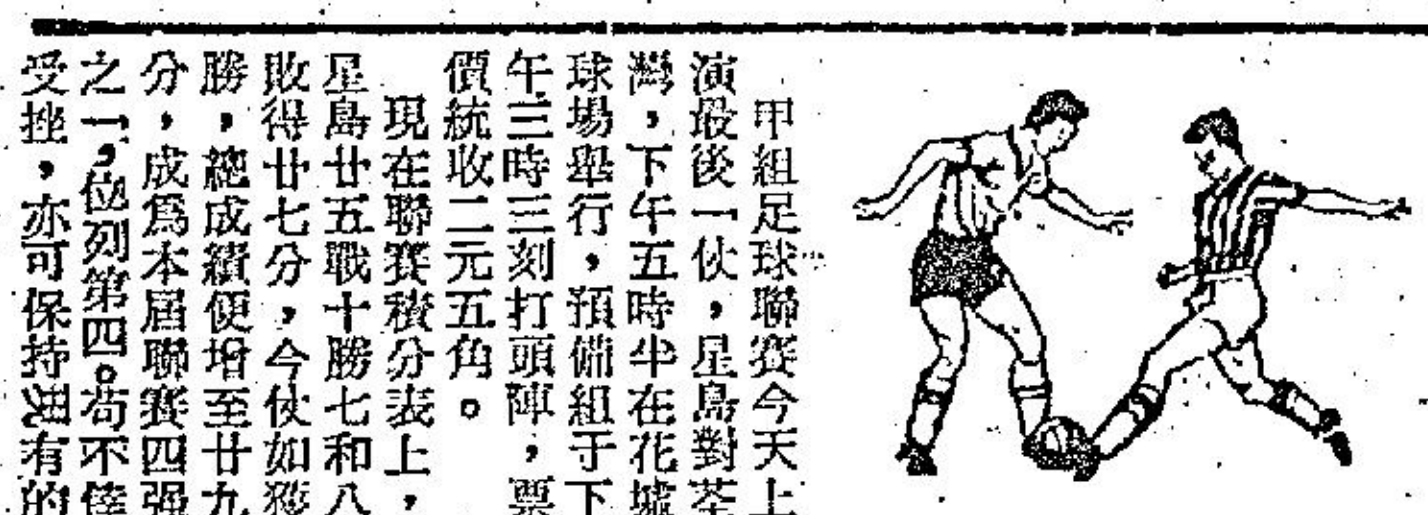 甲組足球聯賽今天上
演最後一伙，星島對荃
灣，下午五時半在花墟
球場舉行，預備組于下
午三時三刻打頭陣，票
價統收二元五角。
現在聯賽積分表上，
星島廿五戰十勝七和八
敗得廿七分，今仗如獲
勝，總成績便增至廿九
分，成爲本屆聯賽四强
之一，位列第四。苟不倖
受挫，亦可保持有的